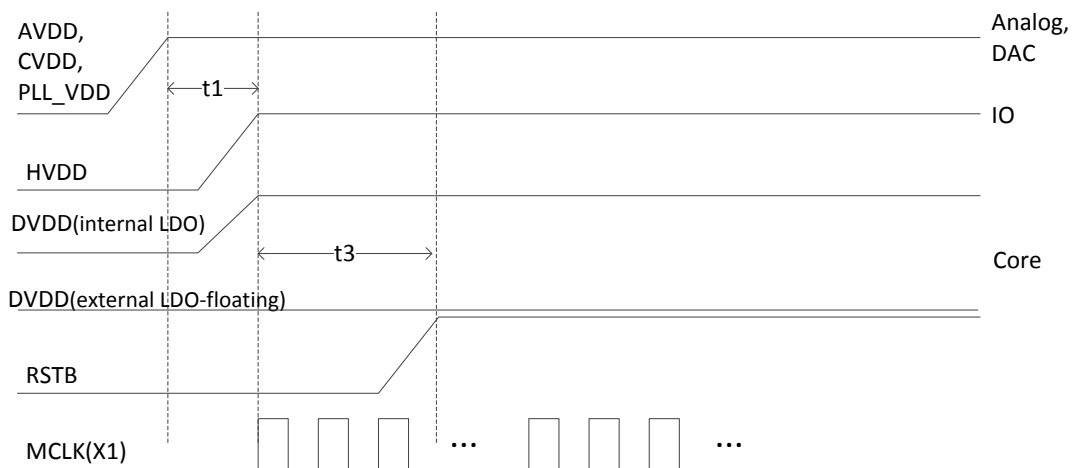 AVDD,
CVDD,
PLL_VDD
Analog,
DAC
t1
IO
HVDD
DVDD(internal LDO)
t3
Core
DVDD(external LDO-floating)
RSTB
MCLK(X1)
...
...